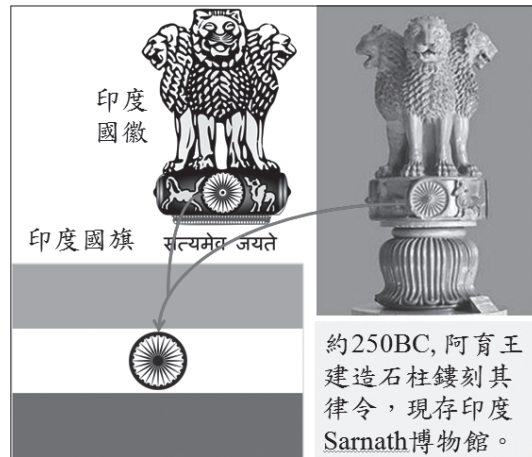 印度
國徽
सत्यमेव जयते
印度國旗
約250BC, 阿育王
建造石柱鏤刻其
律令，現存印度
Sarnath博物館。